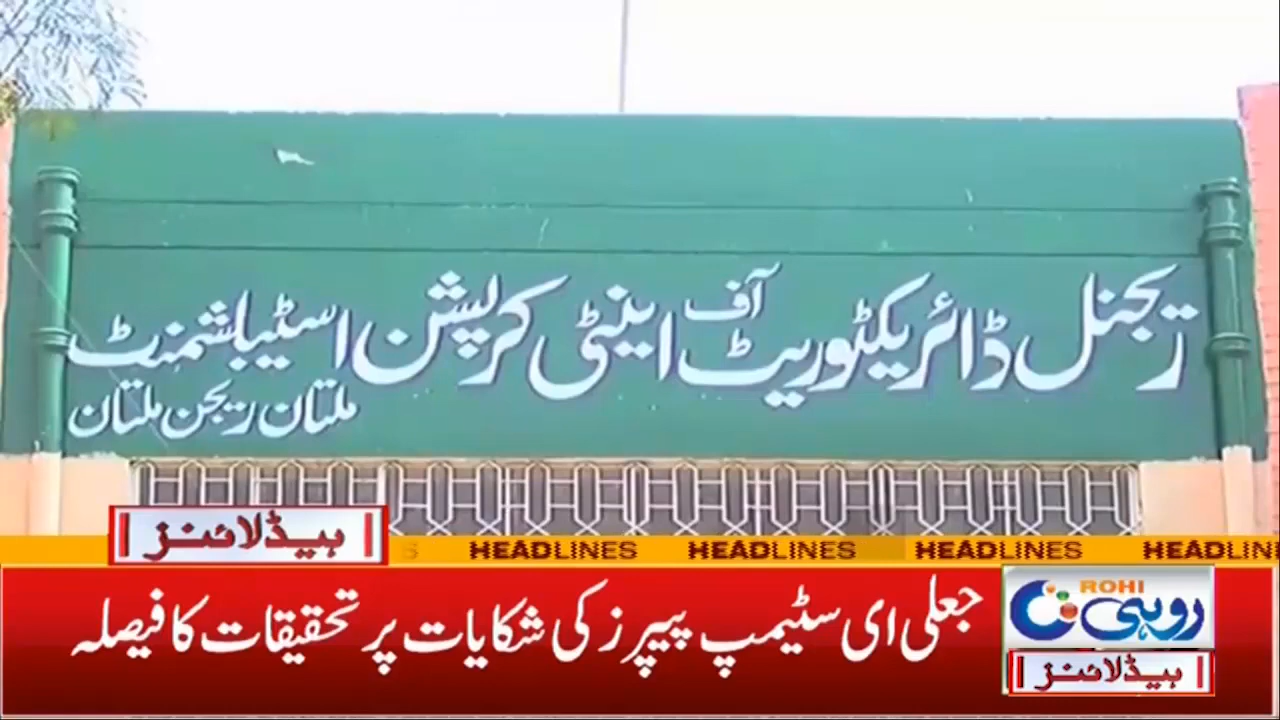 ریجنل ڈائریکٹوریٹ آف اینٹی کرپشن اسٹیبلشمنٹ
ملتان ریجن ملتان
ہیڈلائنز
S HEADLINES HEADLINES HEADLINES HEADLIN
ROHI
روہی
جعلی ای سٹیمپ پیپرز کی شکایات پر تحقیقات کا فیصلہ
ہیڈلائنز